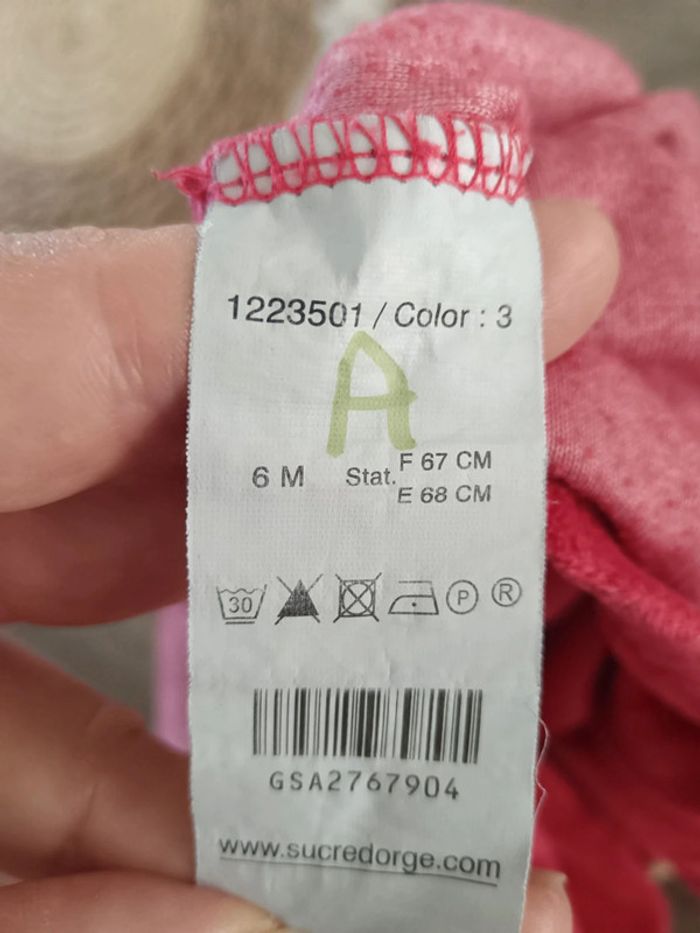 1223501 / Color : 3
A
6 M Stat. F 67 CM
E 68 CM
30 P ®
GSA2767904
www.sucredorge.com